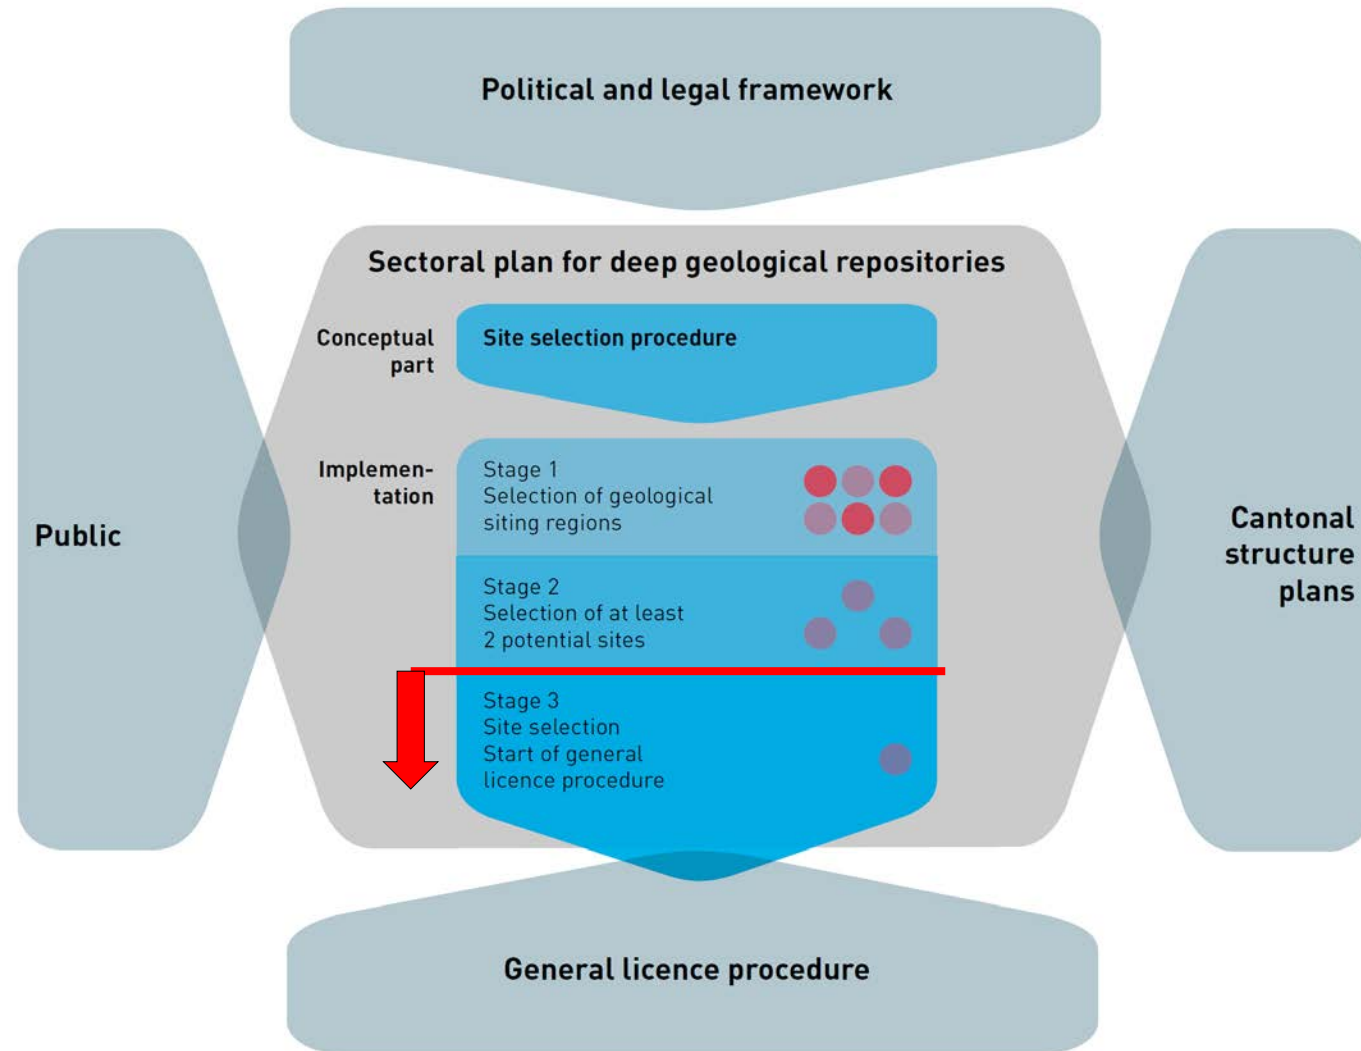 Political and legal framework
Sectoral plan for deep geological repositories
Conceptual
part
Site selection procedure
Implemen-
tation
Stage 1
Selection of geological
siting regions
Stage 2
Selection of at least
2 potential sites
Stage 3
Site selection
Start of general
licence procedure
Public
Cantonal
structure
plans
General licence procedure